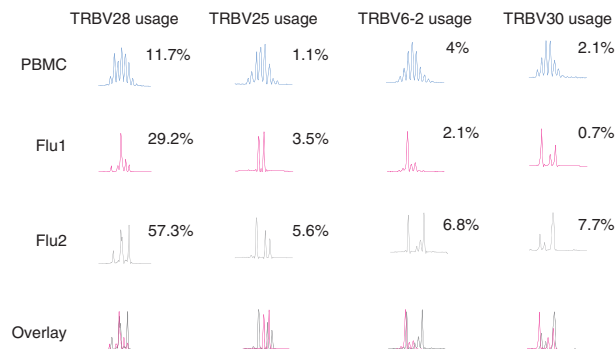 TRBV28 usage TRBV25 usage TRBV6-2 usage TRBV30 usage
PBMC 11.7% 1.1% 4% 2.1%
Flu1 29.2% 3.5% 2.1% 0.7%
Flu2 57.3% 5.6% 6.8% 7.7%
Overlay